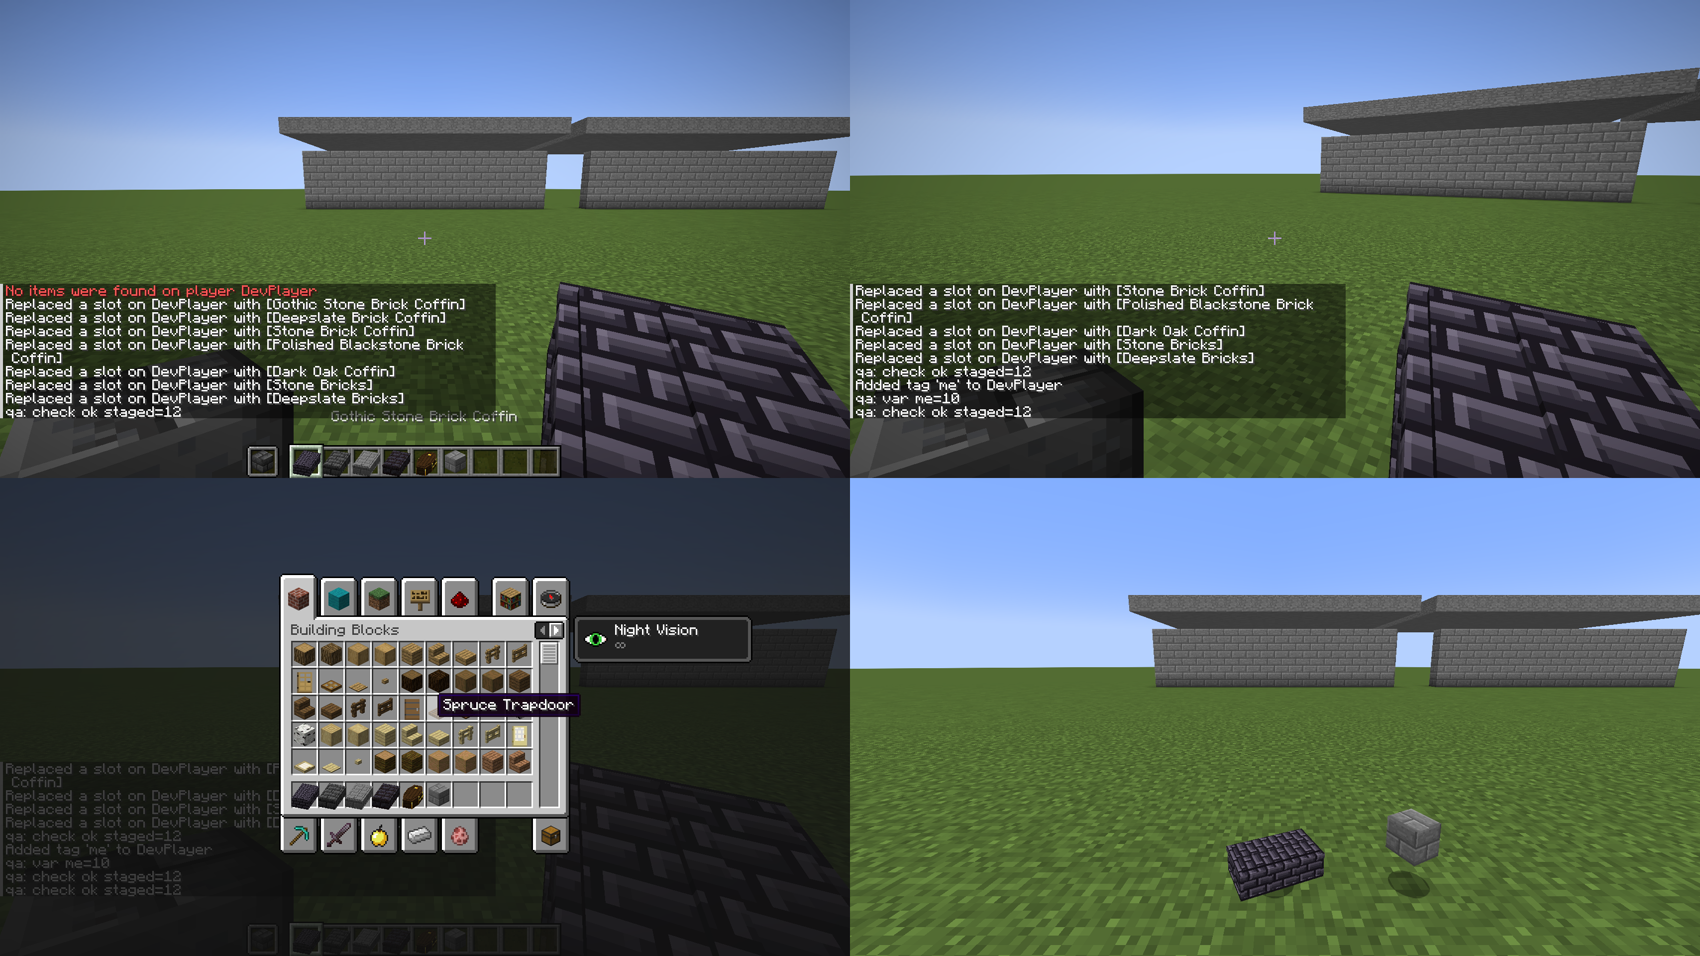 No items were found on player DevPlayer
Replaced a slot on DevPlayer with [Gothic Stone Brick Coffin]
Replaced a slot on DevPlayer with [Deepslate Brick Coffin]
Replaced a slot on DevPlayer with [Stone Brick Coffin]
Replaced a slot on DevPlayer with [Polished Blackstone Brick
Coffin]
Replaced a slot on DevPlayer with [Dark Oak Coffin]
Replaced a slot on DevPlayer with [Stone Bricks]
Replaced a slot on DevPlayer with [Deepslate Bricks]
qa: check ok staged=12
Gothic Stone Brick Coffin
Replaced a slot on DevPlayer with [Stone Brick Coffin]
Replaced a slot on DevPlayer with [Polished Blackstone Brick
Coffin]
Replaced a slot on DevPlayer with [Dark Oak Coffin]
Replaced a slot on DevPlayer with [Stone Bricks]
Replaced a slot on DevPlayer with [Deepslate Bricks]
qa: check ok staged=12
Added tag 'me' to DevPlayer
qa: var me=10
qa: check ok staged=12
Building Blocks
Night Vision
∞
Spruce Trapdoor
Replaced a slot on DevPlayer with [P
Coffin]
Replaced a slot on DevPlayer with [D
Replaced a slot on DevPlayer with [S
Replaced a slot on DevPlayer with [D
qa: check ok staged=12
Added tag 'me' to DevPlayer
qa: var me=10
qa: check ok staged=12
qa: check ok staged=12